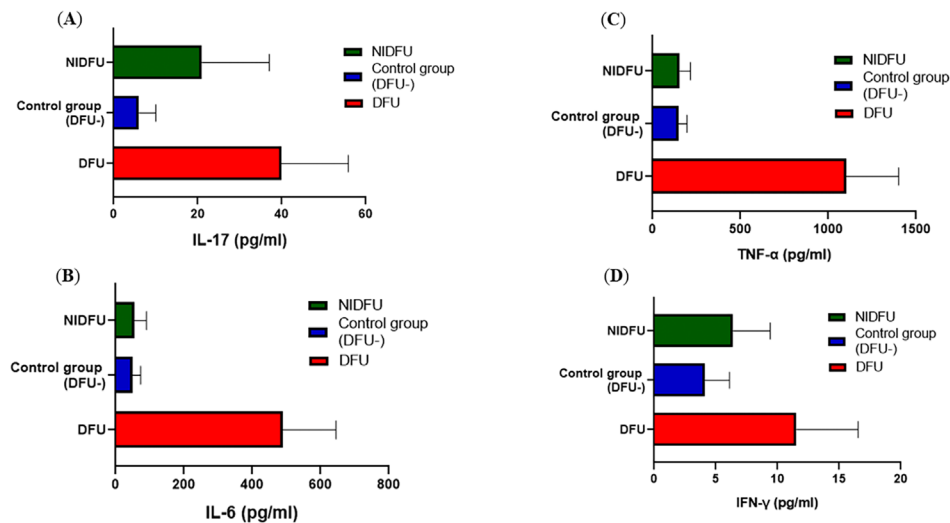 (A)
NIDFU
Control group
(DFU-)
DFU
0 20 40 60
IL-17 (pg/ml)
NIDFU
Control group
(DFU-)
DFU
(C)
NIDFU
Control group
(DFU-)
DFU
0 500 1000 1500
TNF-α (pg/ml)
NIDFU
Control group
(DFU-)
DFU
(B)
NIDFU
Control group
(DFU-)
DFU
0 200 400 600 800
IL-6 (pg/ml)
NIDFU
Control group
(DFU-)
DFU
(D)
NIDFU
Control group
(DFU-)
DFU
0 5 10 15 20
IFN-γ (pg/ml)
NIDFU
Control group
(DFU-)
DFU